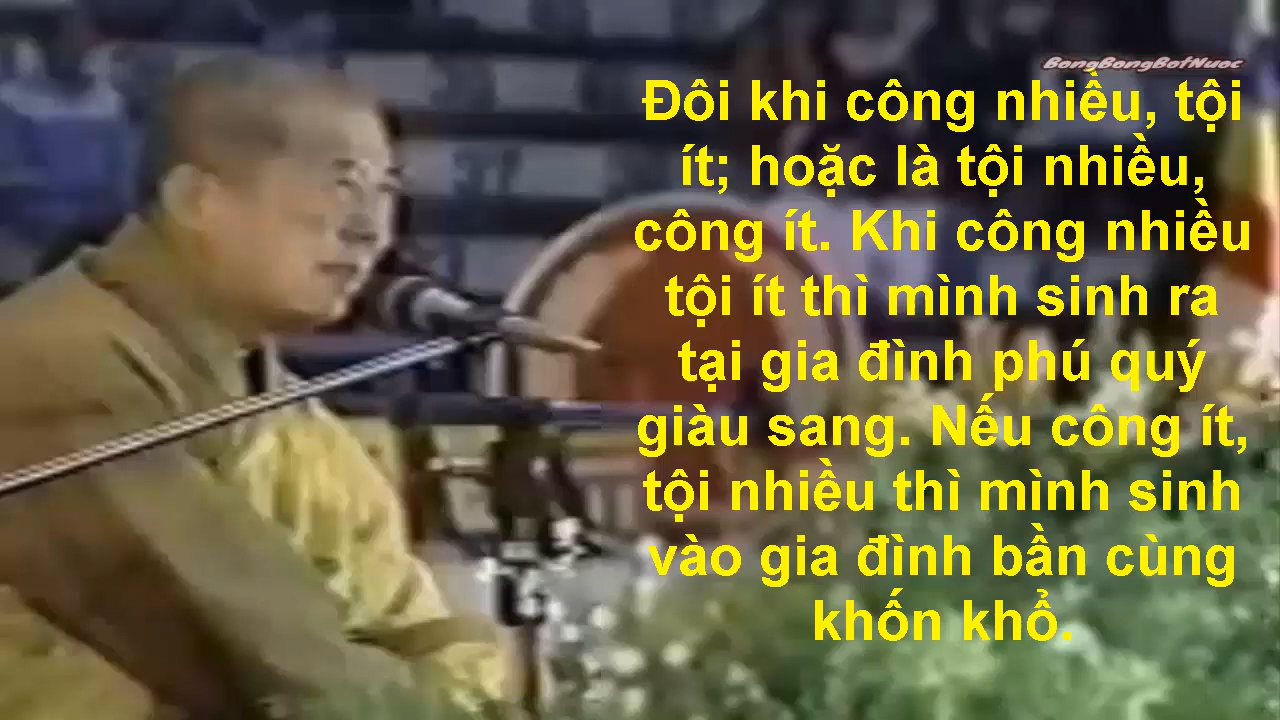 BongBongBotNuoc
Đôi khi công nhiều, tội
ít; hoặc là tội nhiều,
công ít. Khi công nhiều
tội ít thì mình sinh ra
tại gia đình phú quý
giàu sang. Nếu công ít,
tội nhiều thì mình sinh
vào gia đình bần cùng
khốn khổ.